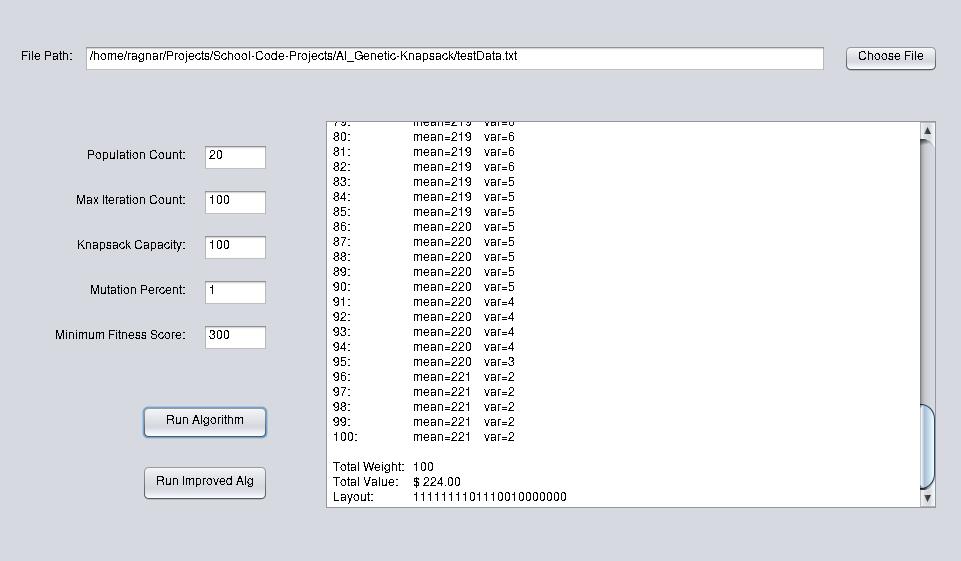 File Path: /home/ragnar/Projects/School-Code-Projects/AI_Genetic-Knapsack/testData.txt Choose File
Population Count: 20
Max Iteration Count: 100
Knapsack Capacity: 100
Mutation Percent: 1
Minimum Fitness Score: 300
Run Algorithm
Run Improved Alg
79: mean=219 var=6
80: mean=219 var=6
81: mean=219 var=6
82: mean=219 var=6
83: mean=219 var=5
84: mean=219 var=5
85: mean=219 var=5
86: mean=220 var=5
87: mean=220 var=5
88: mean=220 var=5
89: mean=220 var=5
90: mean=220 var=5
91: mean=220 var=4
92: mean=220 var=4
93: mean=220 var=4
94: mean=220 var=4
95: mean=220 var=3
96: mean=221 var=2
97: mean=221 var=2
98: mean=221 var=2
99: mean=221 var=2
100: mean=221 var=2
Total Weight: 100
Total Value: $ 224.00
Layout: 1111111101110010000000